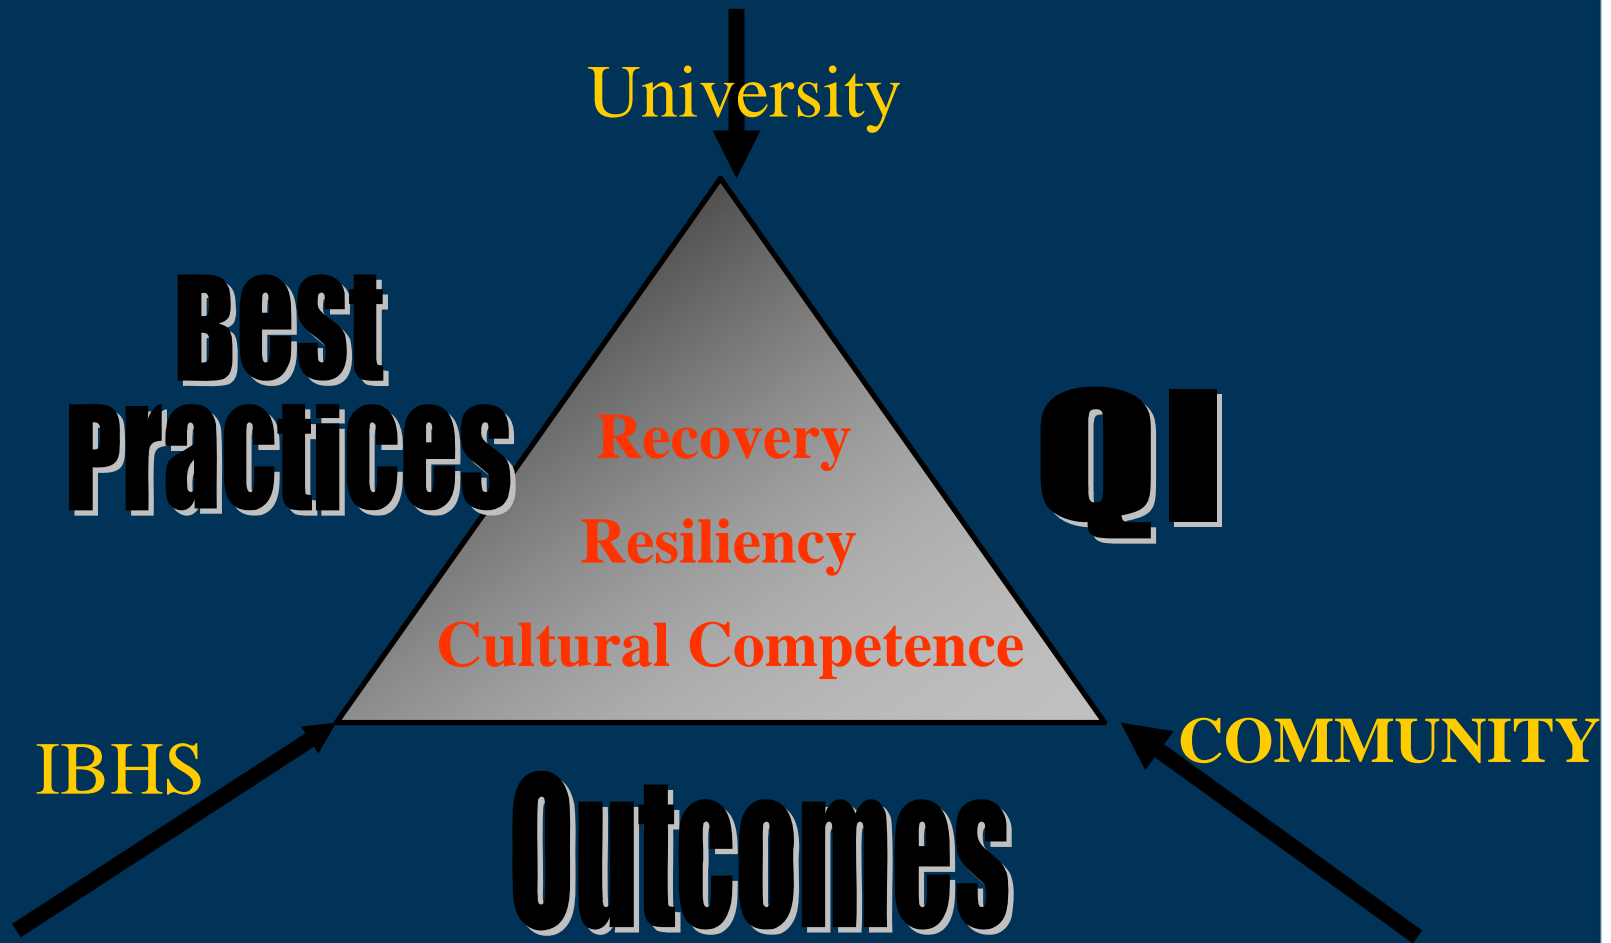 University
Best
Practices
QI
Recovery
Resiliency
Cultural Competence
IBHS
COMMUNITY
Outcomes